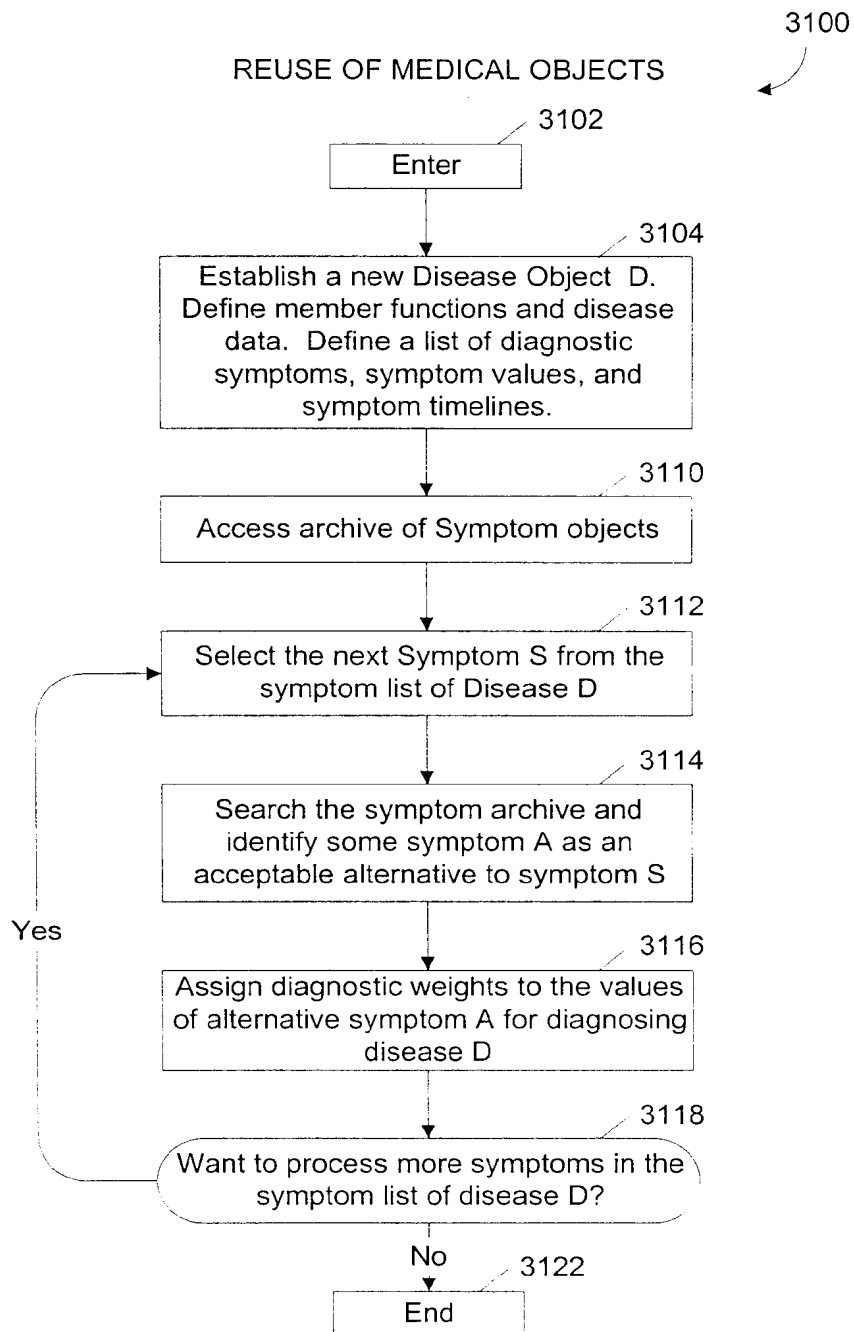 3100
REUSE OF MEDICAL OBJECTS
3102
Enter
3104
Establish a new Disease Object D.
Define member functions and disease
data. Define a list of diagnostic
symptoms, symptom values, and
symptom timelines.
3110
Access archive of Symptom objects
3112
Select the next Symptom S from the
symptom list of Disease D
3114
Search the symptom archive and
identify some symptom A as an
acceptable alternative to symptom S
Yes
3116
Assign diagnostic weights to the values
of alternative symptom A for diagnosing
disease D
3118
Want to process more symptoms in the
symptom list of disease D?
No
3122
End